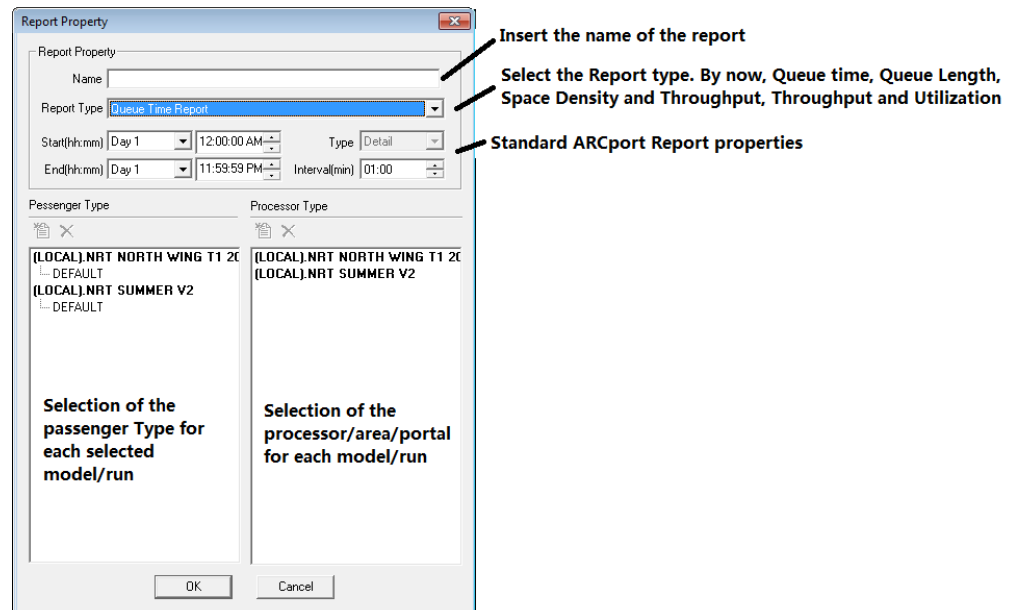 Report Property
Report Property
Name
Insert the name of the report
Report Type Queue Time Report
Select the Report type. By now, Queue time, Queue Length,
Space Density and Throughput, Throughput and Utilization
Start(hh:mm) Day 1 12:00:00 AM Type Detail
Standard ARCport Report properties
End(hh:mm) Day 1 11:59:59 PM Interval(min) 01:00
Pessenger Type
Processor Type
(LOCAL).NRT NORTH WING T1 20
DEFAULT
(LOCAL).NRT SUMMER V2
DEFAULT
(LOCAL).NRT NORTH WING T1 20
(LOCAL).NRT SUMMER V2
Selection of the
passenger Type for
each selected
model/run
Selection of the
processor/area/portal
for each model/run
OK
Cancel